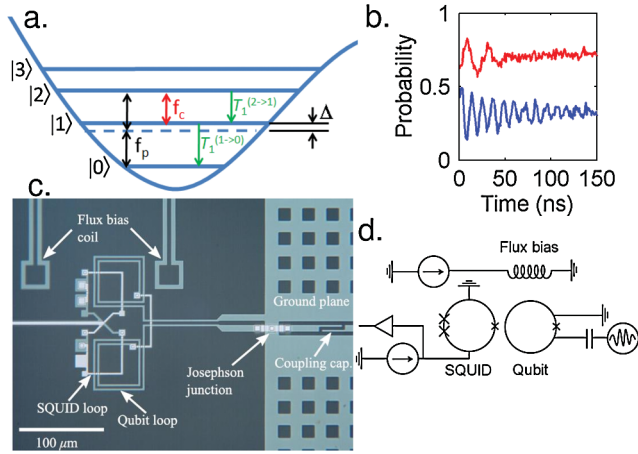 a.
|3⟩
|2⟩
|1⟩
|0⟩
f_c
f_p
T_1^(2->1)
T_1^(1->0)
Δ
b.
Probability
1
0.5
0
0 50 100 150
Time (ns)
c.
Flux bias
coil
Ground plane
Coupling cap.
Josephson
junction
SQUID loop
Qubit loop
100 μm
d.
Flux bias
SQUID
Qubit